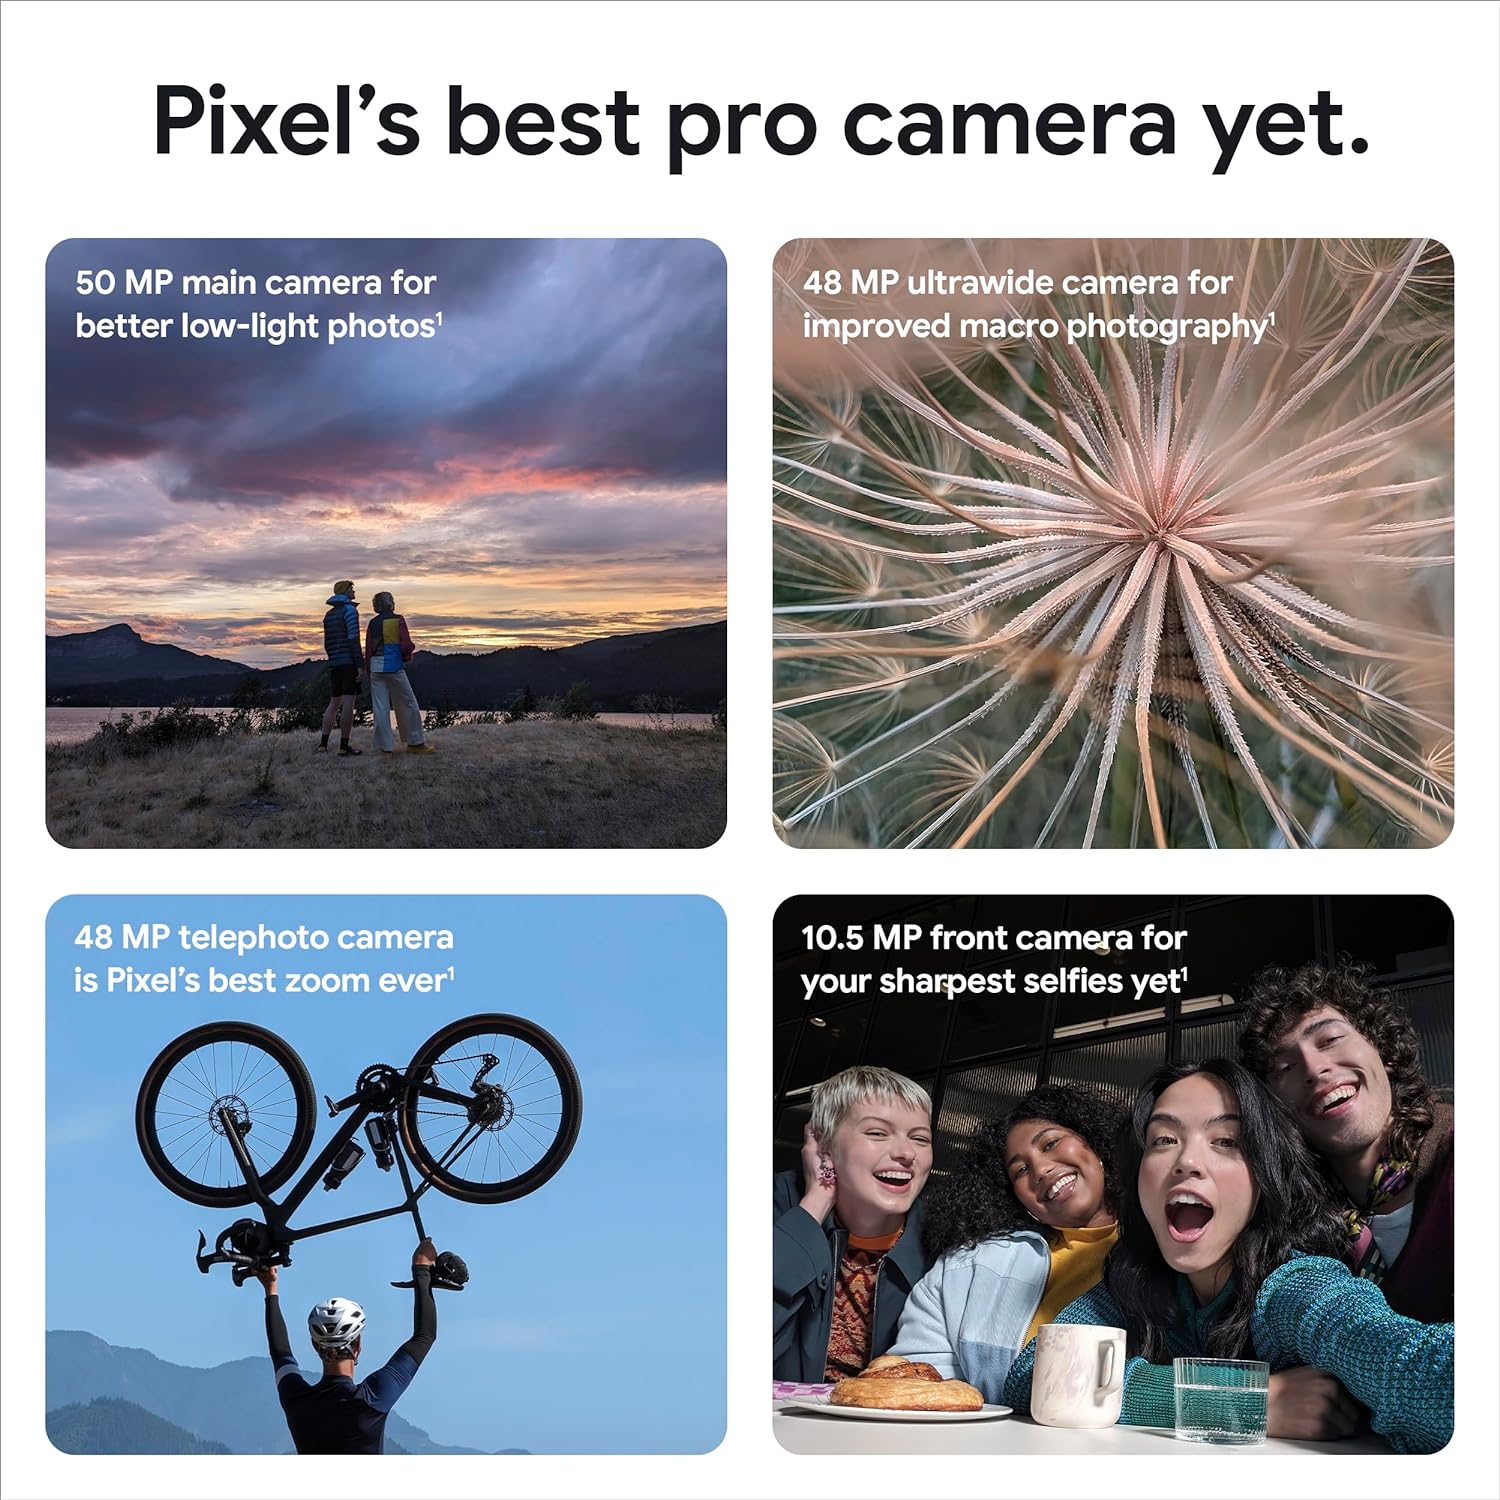 Pixel’s best pro camera yet.
50 MP main camera for
better low-light photos¹
48 MP ultrawide camera for
improved macro photography¹
48 MP telephoto camera
is Pixel’s best zoom ever¹
10.5 MP front camera for
your sharpest selfies yet¹